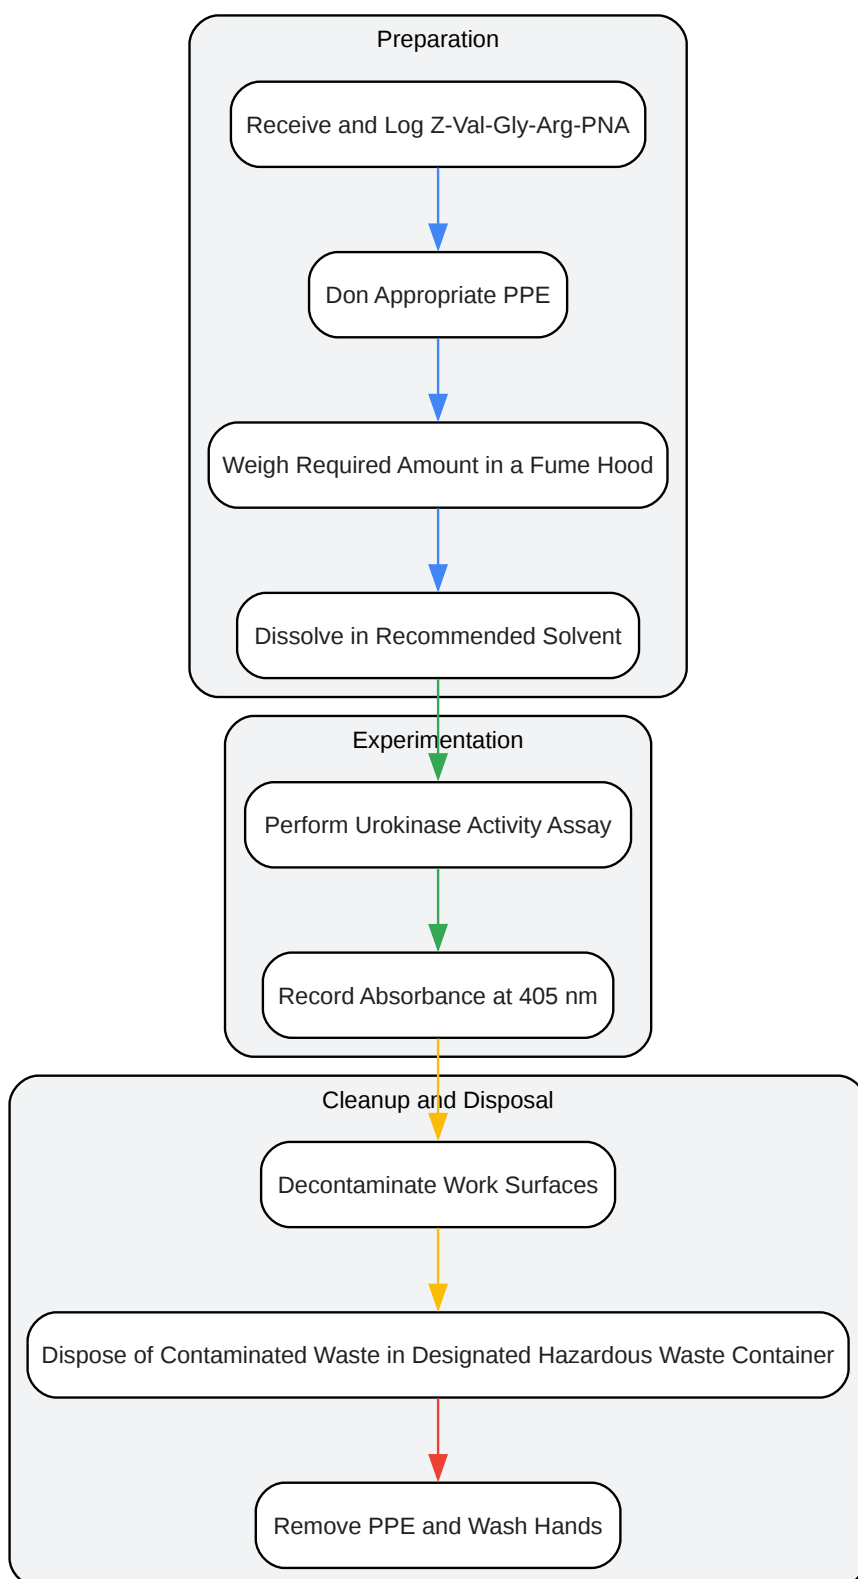 Preparation
Receive and Log Z-Val-Gly-Arg-PNA
Don Appropriate PPE
Weigh Required Amount in a Fume Hood
Dissolve in Recommended Solvent
Experimentation
Perform Urokinase Activity Assay
Record Absorbance at 405 nm
Cleanup and Disposal
Decontaminate Work Surfaces
Dispose of Contaminated Waste in Designated Hazardous Waste Container
Remove PPE and Wash Hands